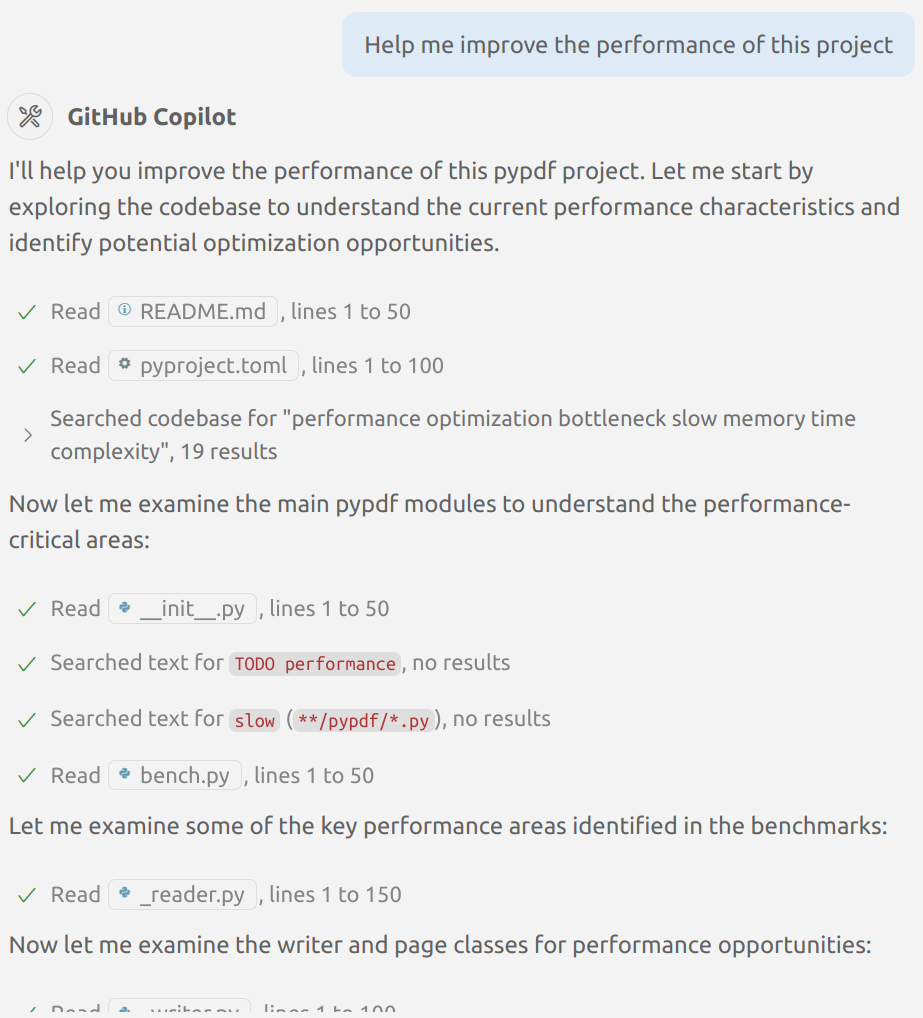 Help me improve the performance of this project
GitHub Copilot
I'll help you improve the performance of this pypdf project. Let me start by
exploring the codebase to understand the current performance characteristics and
identify potential optimization opportunities.
Read README.md , lines 1 to 50
Read pyproject.toml , lines 1 to 100
Searched codebase for "performance optimization bottleneck slow memory time
complexity", 19 results
Now let me examine the main pypdf modules to understand the performance-
critical areas:
Read __init__.py , lines 1 to 50
Searched text for TODO performance, no results
Searched text for slow (**/pypdf/*.py), no results
Read bench.py , lines 1 to 50
Let me examine some of the key performance areas identified in the benchmarks:
Read _reader.py , lines 1 to 150
Now let me examine the writer and page classes for performance opportunities:
Read _writer.py , lines 1 to 100